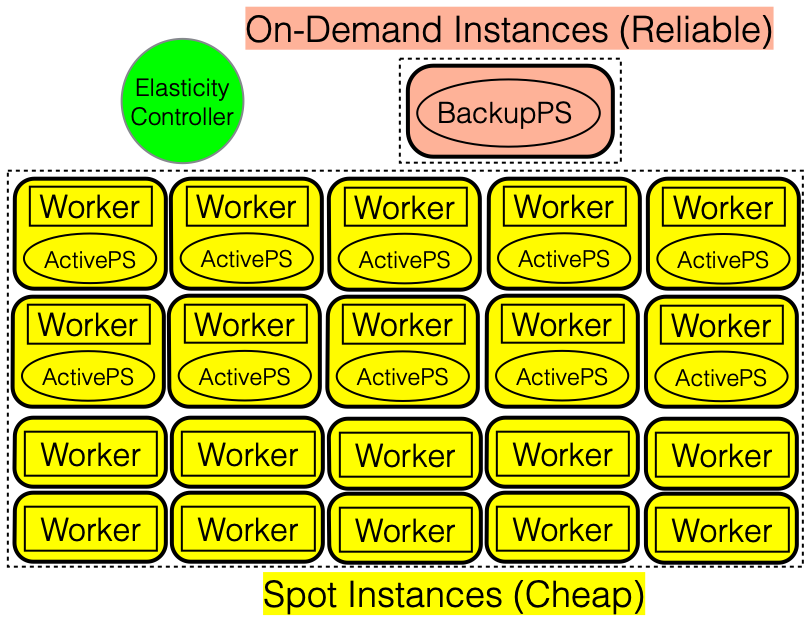 On-Demand Instances (Reliable)
Elasticity
Controller
BackupPS
Worker Worker Worker Worker Worker
ActivePS ActivePS ActivePS ActivePS ActivePS
Worker Worker Worker Worker Worker
ActivePS ActivePS ActivePS ActivePS ActivePS
Worker Worker Worker Worker Worker
Worker Worker Worker Worker Worker
Spot Instances (Cheap)